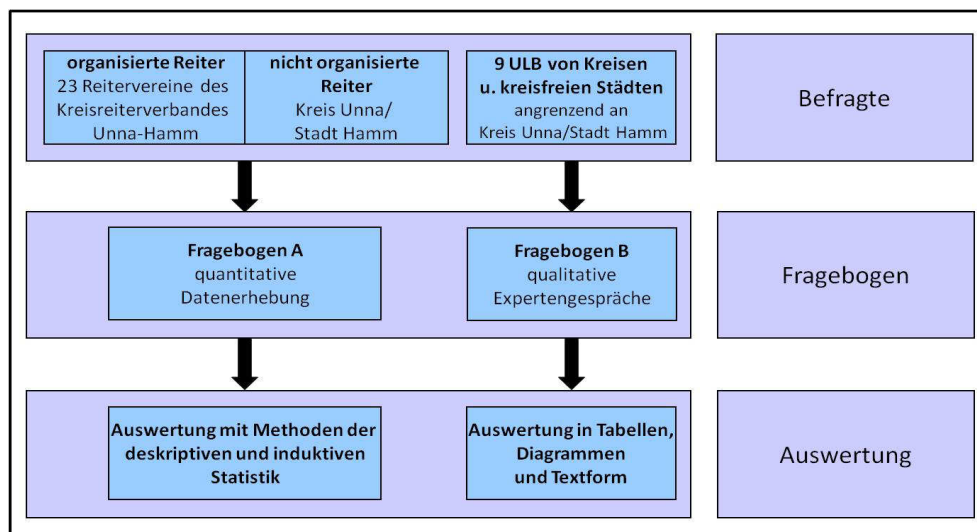 organisierte Reiter
23 Reitervereine des
Kreisreiterverbandes
Unna-Hamm
nicht organisierte
Reiter
Kreis Unna/
Stadt Hamm
9 ULB von Kreisen
u. kreisfreien Städten
angrenzend an
Kreis Unna/Stadt Hamm
Befragte
Fragebogen A
quantitative
Datenerhebung
Fragebogen B
qualitative
Expertengespräche
Fragebogen
Auswertung mit Methoden der
deskriptiven und induktiven
Statistik
Auswertung in Tabellen,
Diagrammen
und Textform
Auswertung